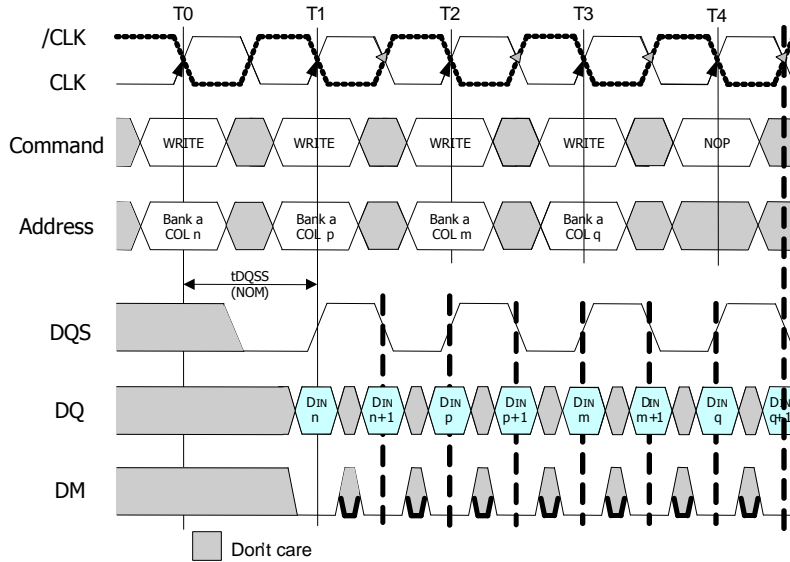 T0 T1 T2 T3 T4
/CLK
CLK
Command WRITE WRITE WRITE WRITE NOP
Address
Bank a Bank a Bank a Bank a
COL n COL p COL m COL q
tDQSS
(NOM)
DQS
DQ
DIN DIN DIN DIN DIN DIN DIN DIN
n n+1 p p+1 m m+1 q q+1
DM
Don't care